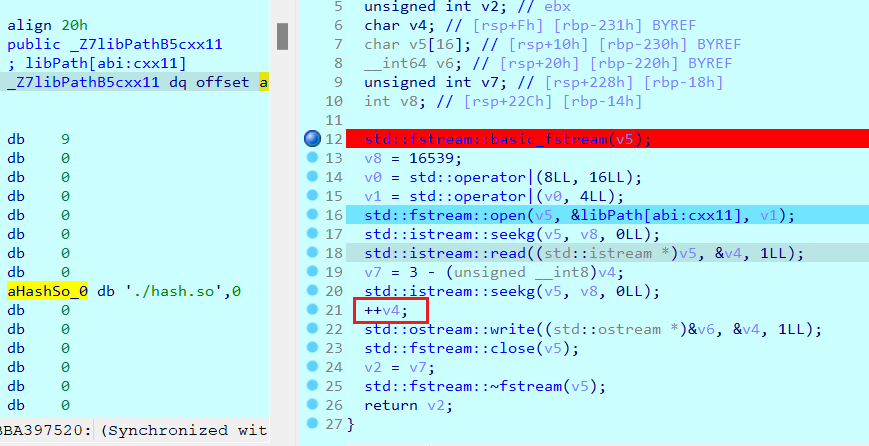 align 20h
public _Z7libPathB5cxx11
; libPath[abi:cxx11]
_Z7libPathB5cxx11 dq offset a
db 9
db 0
db 0
db 0
db 0
db 0
db 0
db 0
aHashSo_0 db './hash.so',0
db 0
db 0
db 0
db 0
db 0
BBA397520: (Synchronized wit
5 unsigned int v2; // ebx
6 char v4; // [rsp+Fh] [rbp-231h] BYREF
7 char v5[16]; // [rsp+10h] [rbp-230h] BYREF
8 __int64 v6; // [rsp+20h] [rbp-220h] BYREF
9 unsigned int v7; // [rsp+228h] [rbp-18h]
10 int v8; // [rsp+22Ch] [rbp-14h]
11
12 std::fstream::basic_fstream(v5);
13 v8 = 16539;
14 v0 = std::operator|(8LL, 16LL);
15 v1 = std::operator|(v0, 4LL);
16 std::fstream::open(v5, &libPath[abi:cxx11], v1);
17 std::istream::seekg(v5, v8, 0LL);
18 std::istream::read((std::istream *)v5, &v4, 1LL);
19 v7 = 3 - (unsigned __int8)v4;
20 std::istream::seekg(v5, v8, 0LL);
21 ++v4;
22 std::ostream::write((std::ostream *)&v6, &v4, 1LL);
23 std::fstream::close(v5);
24 v2 = v7;
25 std::fstream::~fstream(v5);
26 return v2;
27 }